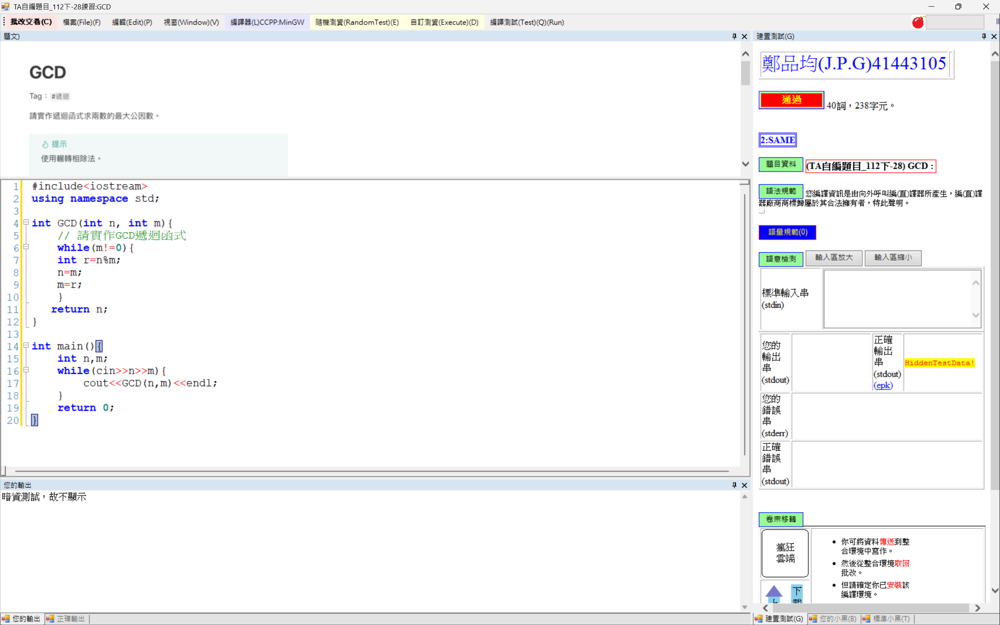 TA自編題目_112下-28練習:GCD
批改交卷(C) 檔案(File)(F) 編輯(Edit)(P) 視窗(Window)(V) 編譯器(L)CCPP:MinGW 隨機測資(RandomTest)(E) 自訂測資(Execute)(D) 編譯測試(Test)(Q)(Run)
題文)
GCD
Tag： #遞迴
請實作遞迴函式求兩數的最大公因數。
提示
使用輾轉相除法。
1 #include<iostream>
2 using namespace std;
3
4 int GCD(int n, int m){
5 // 請實作GCD遞迴函式
6 while(m!=0){
7 int r=n%m;
8 n=m;
9 m=r;
10 }
11 return n;
12 }
13
14 int main(){
15 int n,m;
16 while(cin>>n>>m){
17 cout<<GCD(n,m)<<endl;
18 }
19 return 0;
20 }
您的輸出
暗資測試，故不顯示
您的輸出 正確輸出
建置測試(G)
鄭品均(J.P.G)41443105
通過 40詞，238字元。
2:SAME
題目資料 (TA自編題目_112下-28) GCD :
語法規範 您編譯資訊是由向外呼叫編(直)譯
器廠商商標歸屬於其合法擁有者，特此聲明。
語量規範(0)
語意檢測 輸入區放大 輸入區縮小
標準輸入串
(stdin)
您的
輸出
串
(stdout)
正確
輸出
串
(stdout)
(epk)
HiddenTestData!
您的
錯誤
串
(stderr)
正確
錯誤
串
(stdout)
卷宗移轉
瘋狂
雲端
你可將資料傳送到整
合環境中寫作。
然後從整合環境取回
批改。
但請確定你已安裝該
編譯環境。
下
建置測試(G) 您的小黑(B) 標準小黑(T)